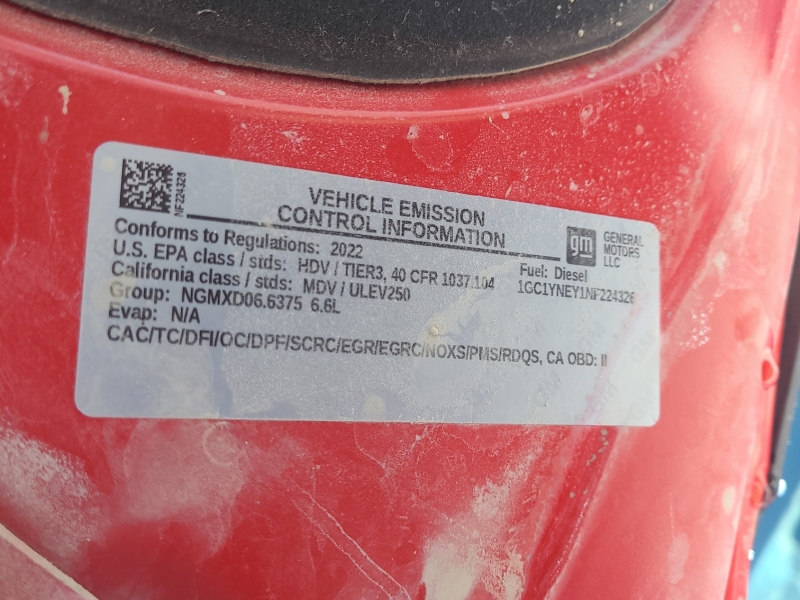 NF224326
VEHICLE EMISSION
CONTROL INFORMATION
gm
GENERAL
MOTORS
LLC
Conforms to Regulations: 2022
U.S. EPA class / stds: HDV / TIER3, 40 CFR 1037.104
California class / stds: MDV / ULEV250
Group: NGMXD06.6375 6.6L
Evap: N/A
Fuel: Diesel
1GC1YNEY1NF224326
CAC/TC/DFI/OC/DPF/SCRC/EGR/EGRC/NOXS/PMS/RDQS, CA OBD: II